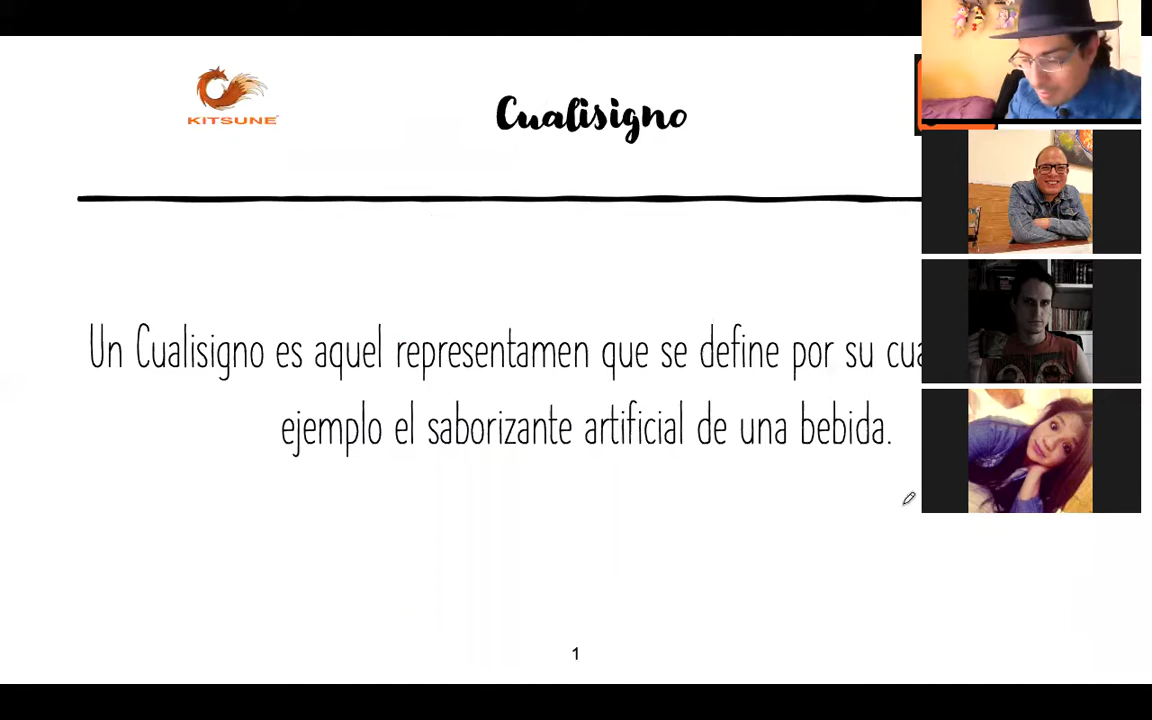 KITSUNE
Cualisigno
Un Cualisigno es aquel representamen que se define por su
ejemplo el saborizante artificial de una bebida.
1